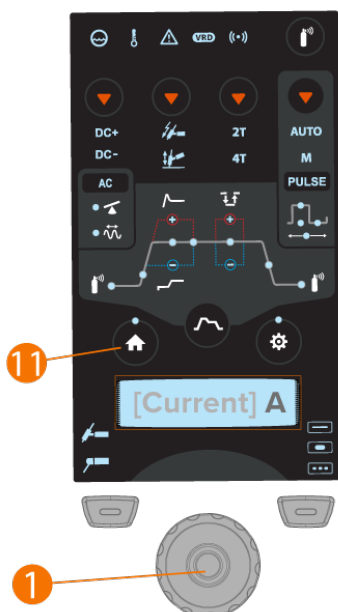 VRD
DC+
2T
AUTO
DC-
4T
M
AC
PULSE
11
[Current] A
1